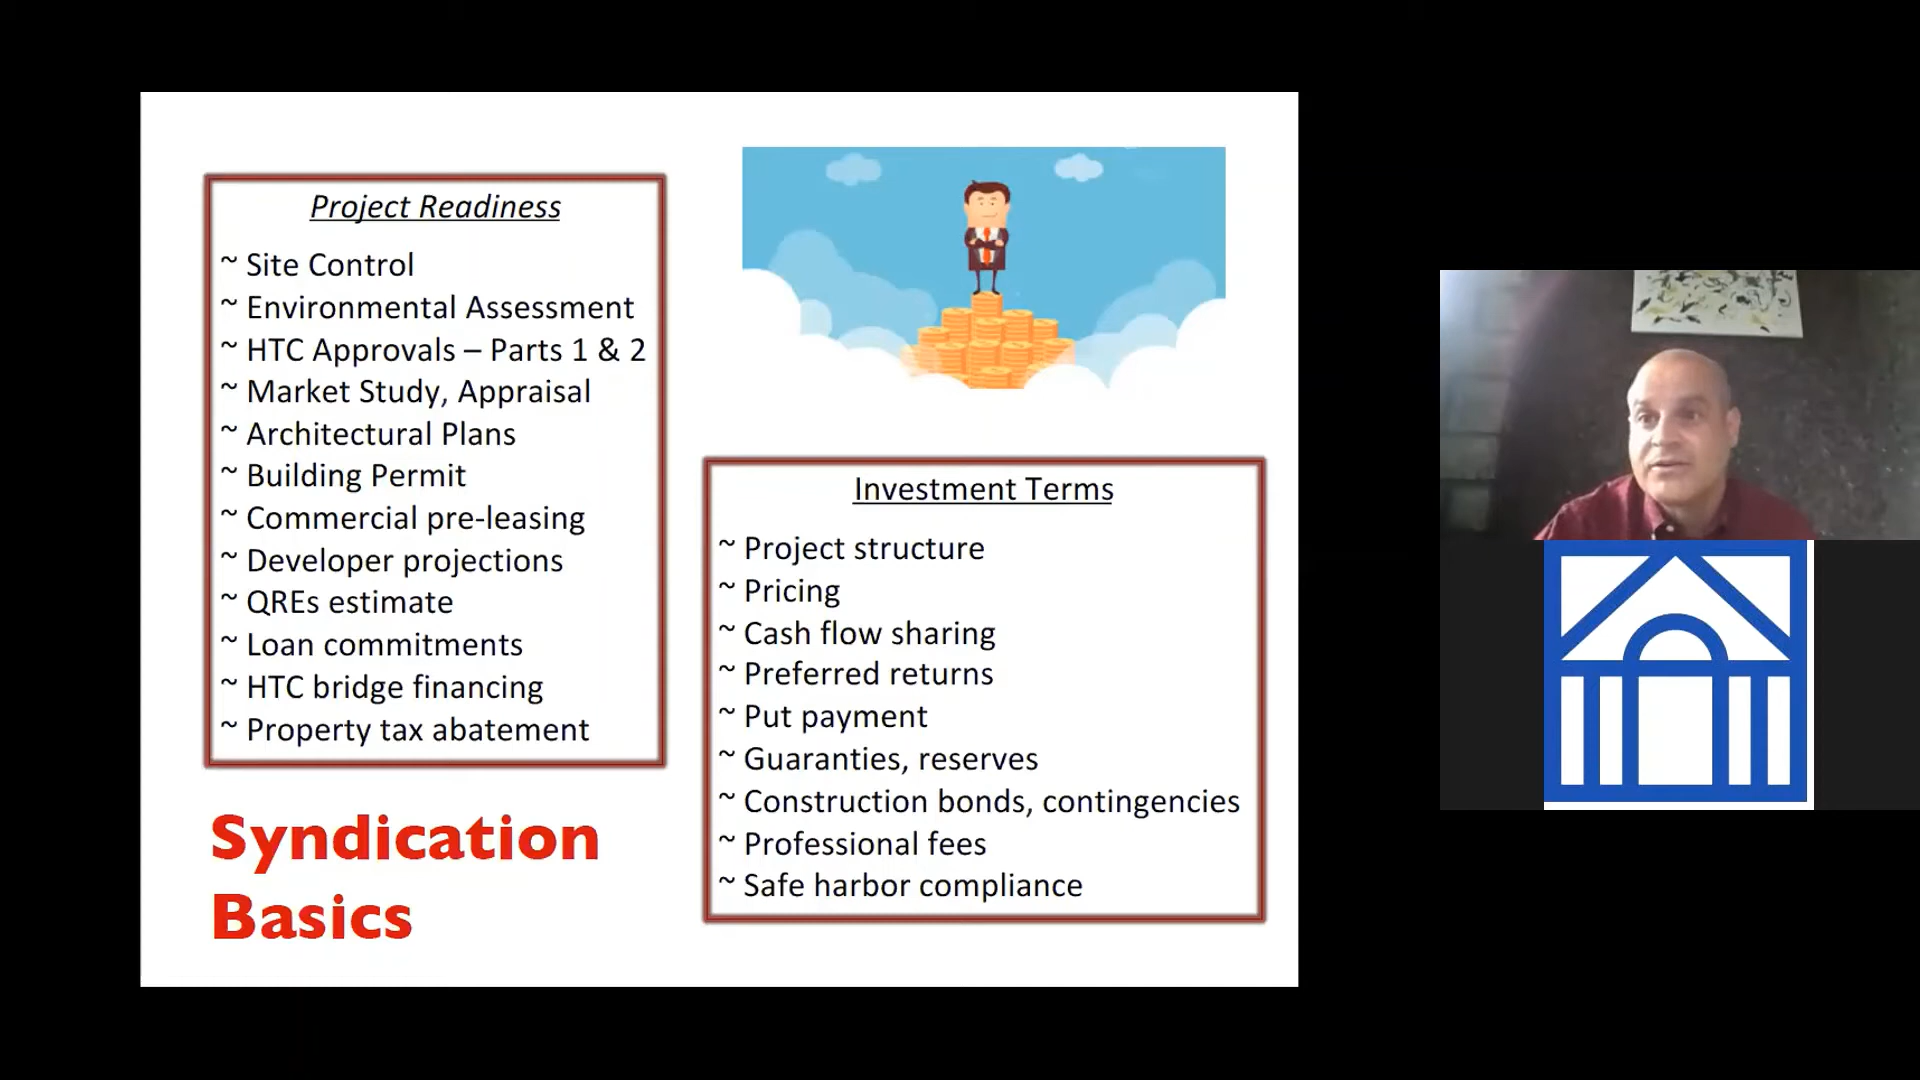 Project Readiness
~ Site Control
~ Environmental Assessment
~ HTC Approvals – Parts 1 & 2
~ Market Study, Appraisal
~ Architectural Plans
~ Building Permit
~ Commercial pre-leasing
~ Developer projections
~ QREs estimate
~ Loan commitments
~ HTC bridge financing
~ Property tax abatement
Syndication
Basics
Investment Terms
~ Project structure
~ Pricing
~ Cash flow sharing
~ Preferred returns
~ Put payment
~ Guaranties, reserves
~ Construction bonds, contingencies
~ Professional fees
~ Safe harbor compliance